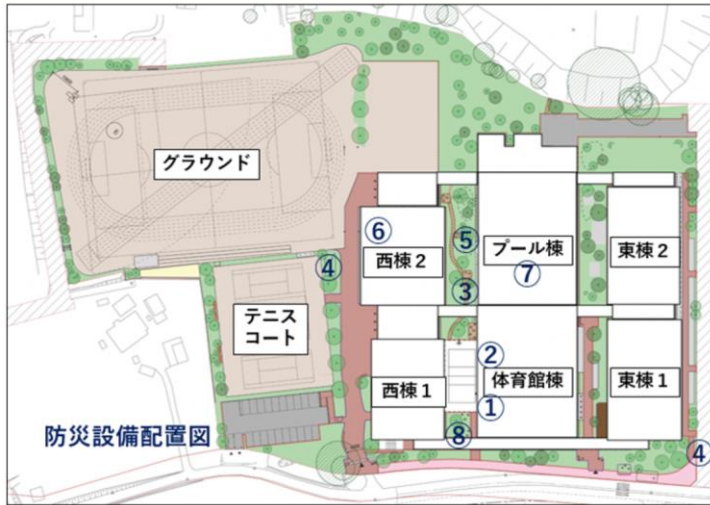 グラウンド
⑥
西棟2
⑤
プール棟
⑦
東棟2
④
③
テニス
コート
②
西棟1
体育館棟
東棟1
①
防災設備配置図
⑧
④